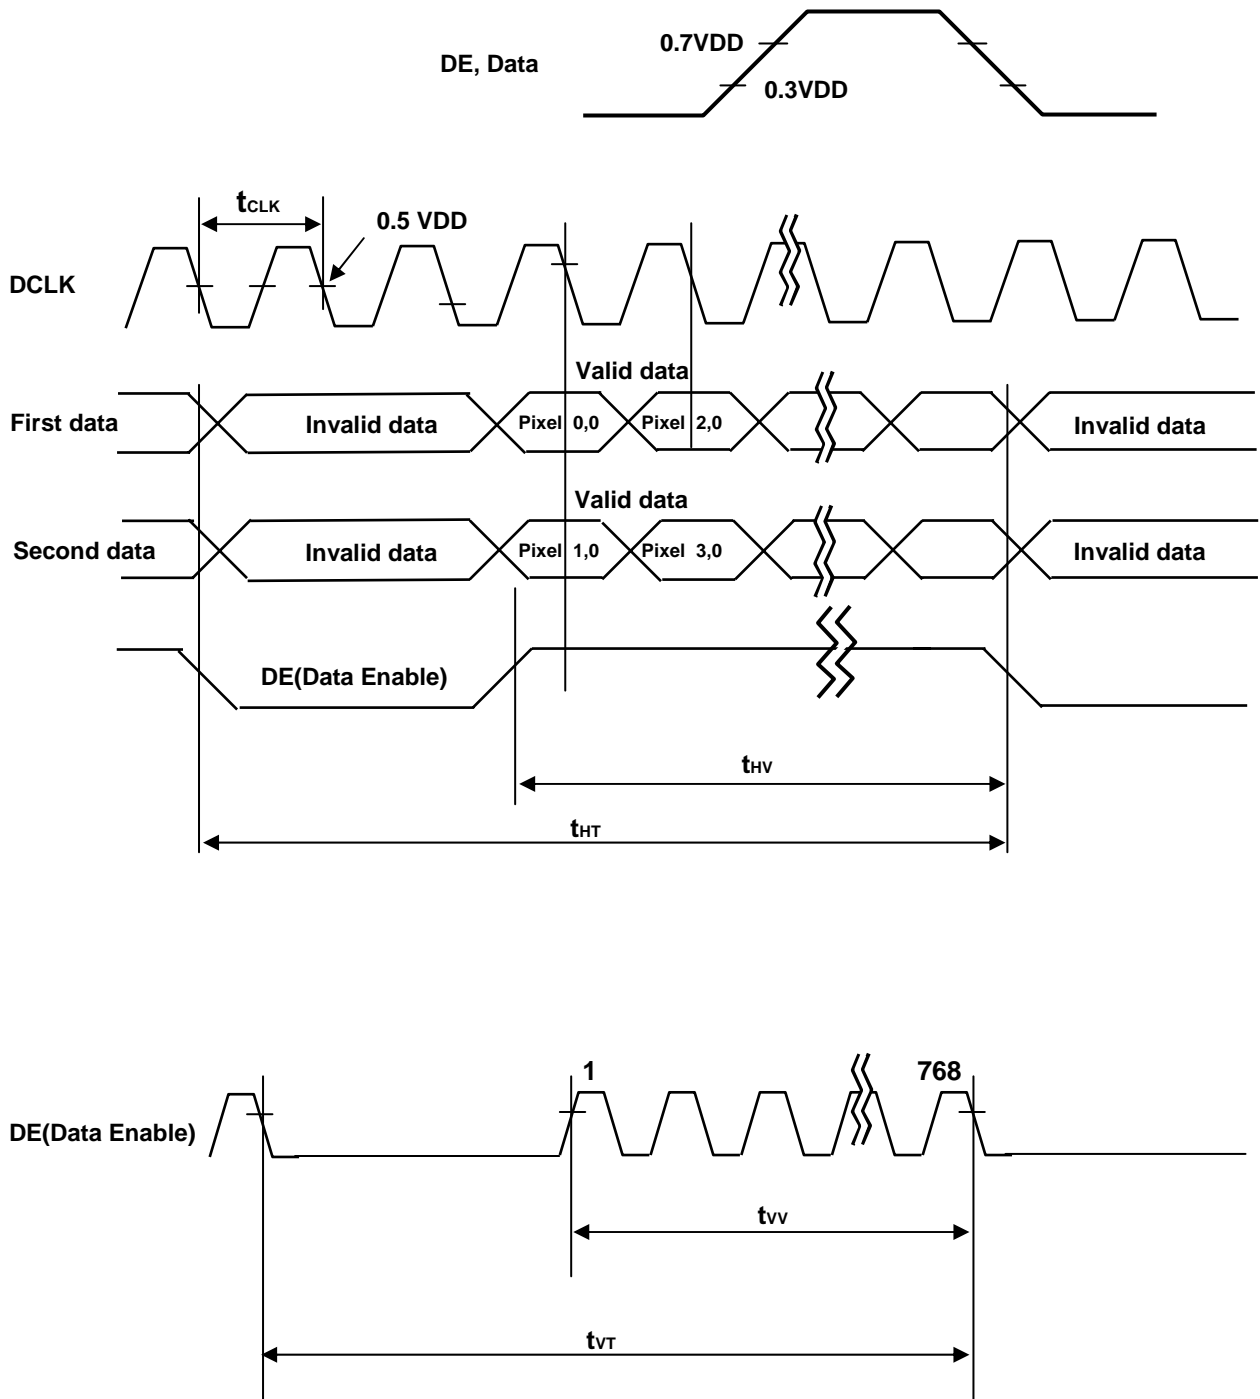 0.7VDD
DE, Data
0.3VDD
tCLK
0.5 VDD
DCLK
Valid data
First data
Invalid data
Pixel 0,0
Pixel 2,0
Invalid data
Valid data
Second data
Invalid data
Pixel 1,0
Pixel 3,0
Invalid data
DE(Data Enable)
tHV
tHT
1
768
DE(Data Enable)
tVV
tVT